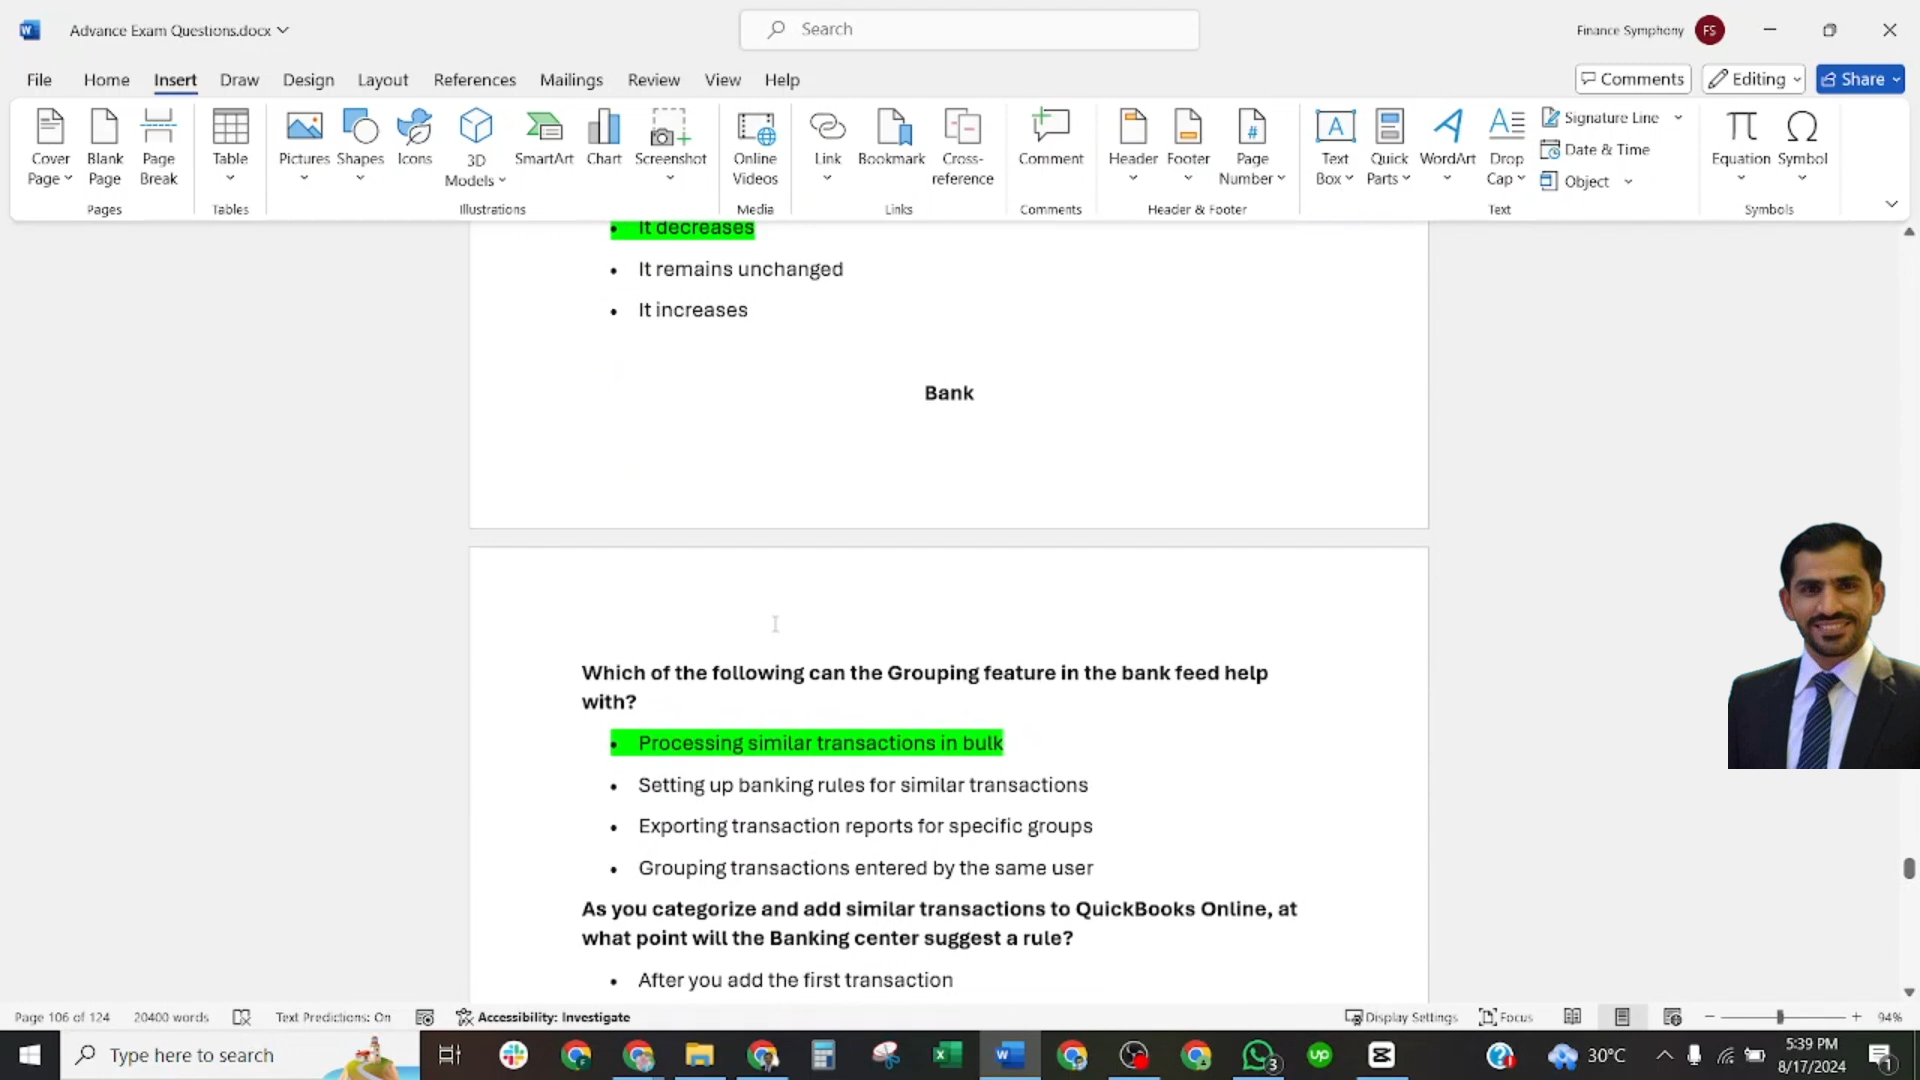 Advance Exam Questions.docx
Search
Finance Symphony
FS
File Home Insert Draw Design Layout References Mailings Review View Help
Comments Editing Share
Cover Page
Blank Page
Page Break
Pages
Table
Tables
Pictures
Shapes
Icons
3D Models
SmartArt
Chart
Screenshot
Illustrations
Online Videos
Media
Link
Bookmark
Cross-reference
Links
Comment
Comments
Header
Footer
Page Number
Header & Footer
Text Box
Quick Parts
WordArt
Drop Cap
Signature Line
Date & Time
Object
Text
Equation
Symbol
Symbols
• It decreases
• It remains unchanged
• It increases
Bank
Which of the following can the Grouping feature in the bank feed help
with?
• Processing similar transactions in bulk
• Setting up banking rules for similar transactions
• Exporting transaction reports for specific groups
• Grouping transactions entered by the same user
As you categorize and add similar transactions to QuickBooks Online, at
what point will the Banking center suggest a rule?
• After you add the first transaction
Page 106 of 124 20400 words Text Predictions: On Accessibility: Investigate Display Settings Focus 94%
Type here to search
3
up
30°C
5:39 PM
8/17/2024
1